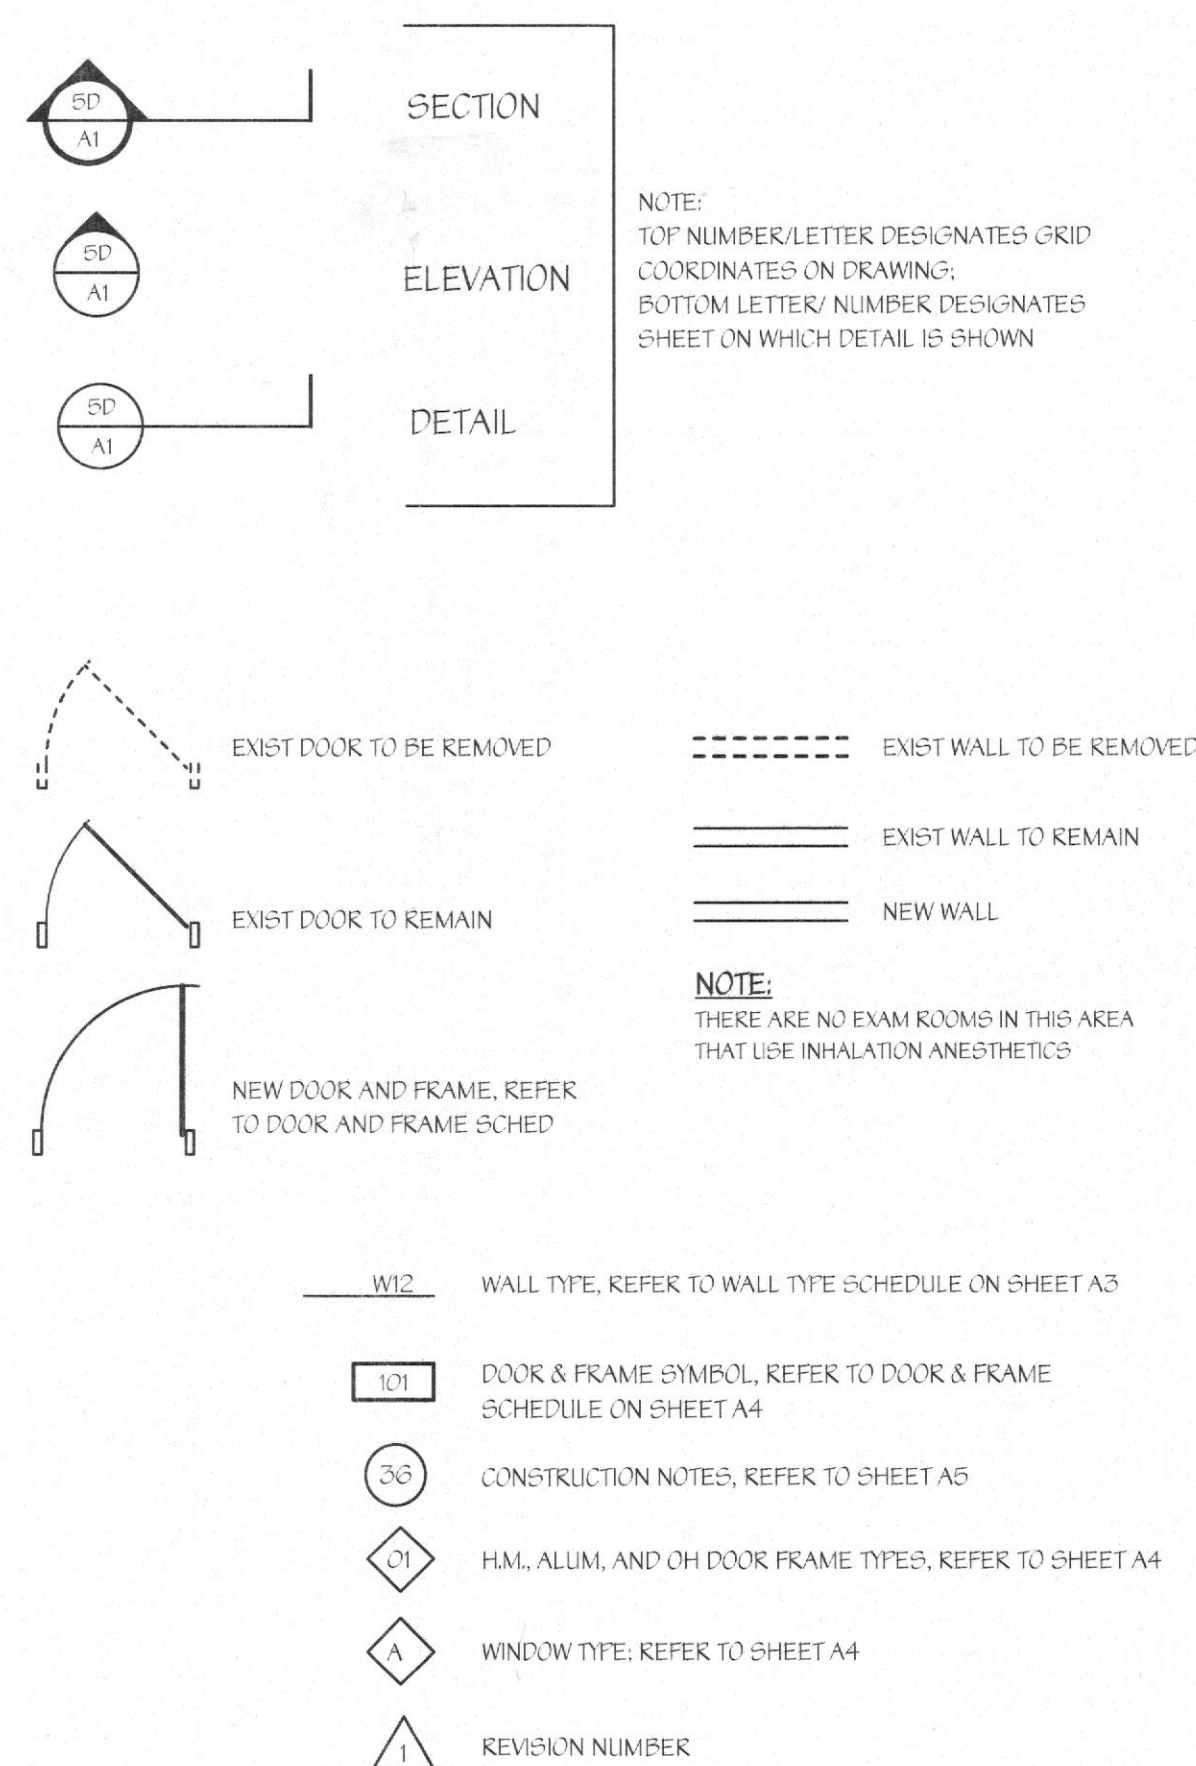 5D
A1
SECTION
5D
A1
ELEVATION
5D
A1
DETAIL
NOTE:
TOP NUMBER/LETTER DESIGNATES GRID
COORDINATES ON DRAWING;
BOTTOM LETTER/ NUMBER DESIGNATES
SHEET ON WHICH DETAIL IS SHOWN
EXIST DOOR TO BE REMOVED
EXIST DOOR TO REMAIN
NEW DOOR AND FRAME, REFER
TO DOOR AND FRAME SCHED
EXIST WALL TO BE REMOVED
EXIST WALL TO REMAIN
NEW WALL
NOTE:
THERE ARE NO EXAM ROOMS IN THIS AREA
THAT USE INHALATION ANESTHETICS
W12 WALL TYPE, REFER TO WALL TYPE SCHEDULE ON SHEET A3
101 DOOR & FRAME SYMBOL, REFER TO DOOR & FRAME
SCHEDULE ON SHEET A4
36 CONSTRUCTION NOTES, REFER TO SHEET A5
01 H.M., ALUM, AND OH DOOR FRAME TYPES, REFER TO SHEET A4
A WINDOW TYPE; REFER TO SHEET A4
1 REVISION NUMBER